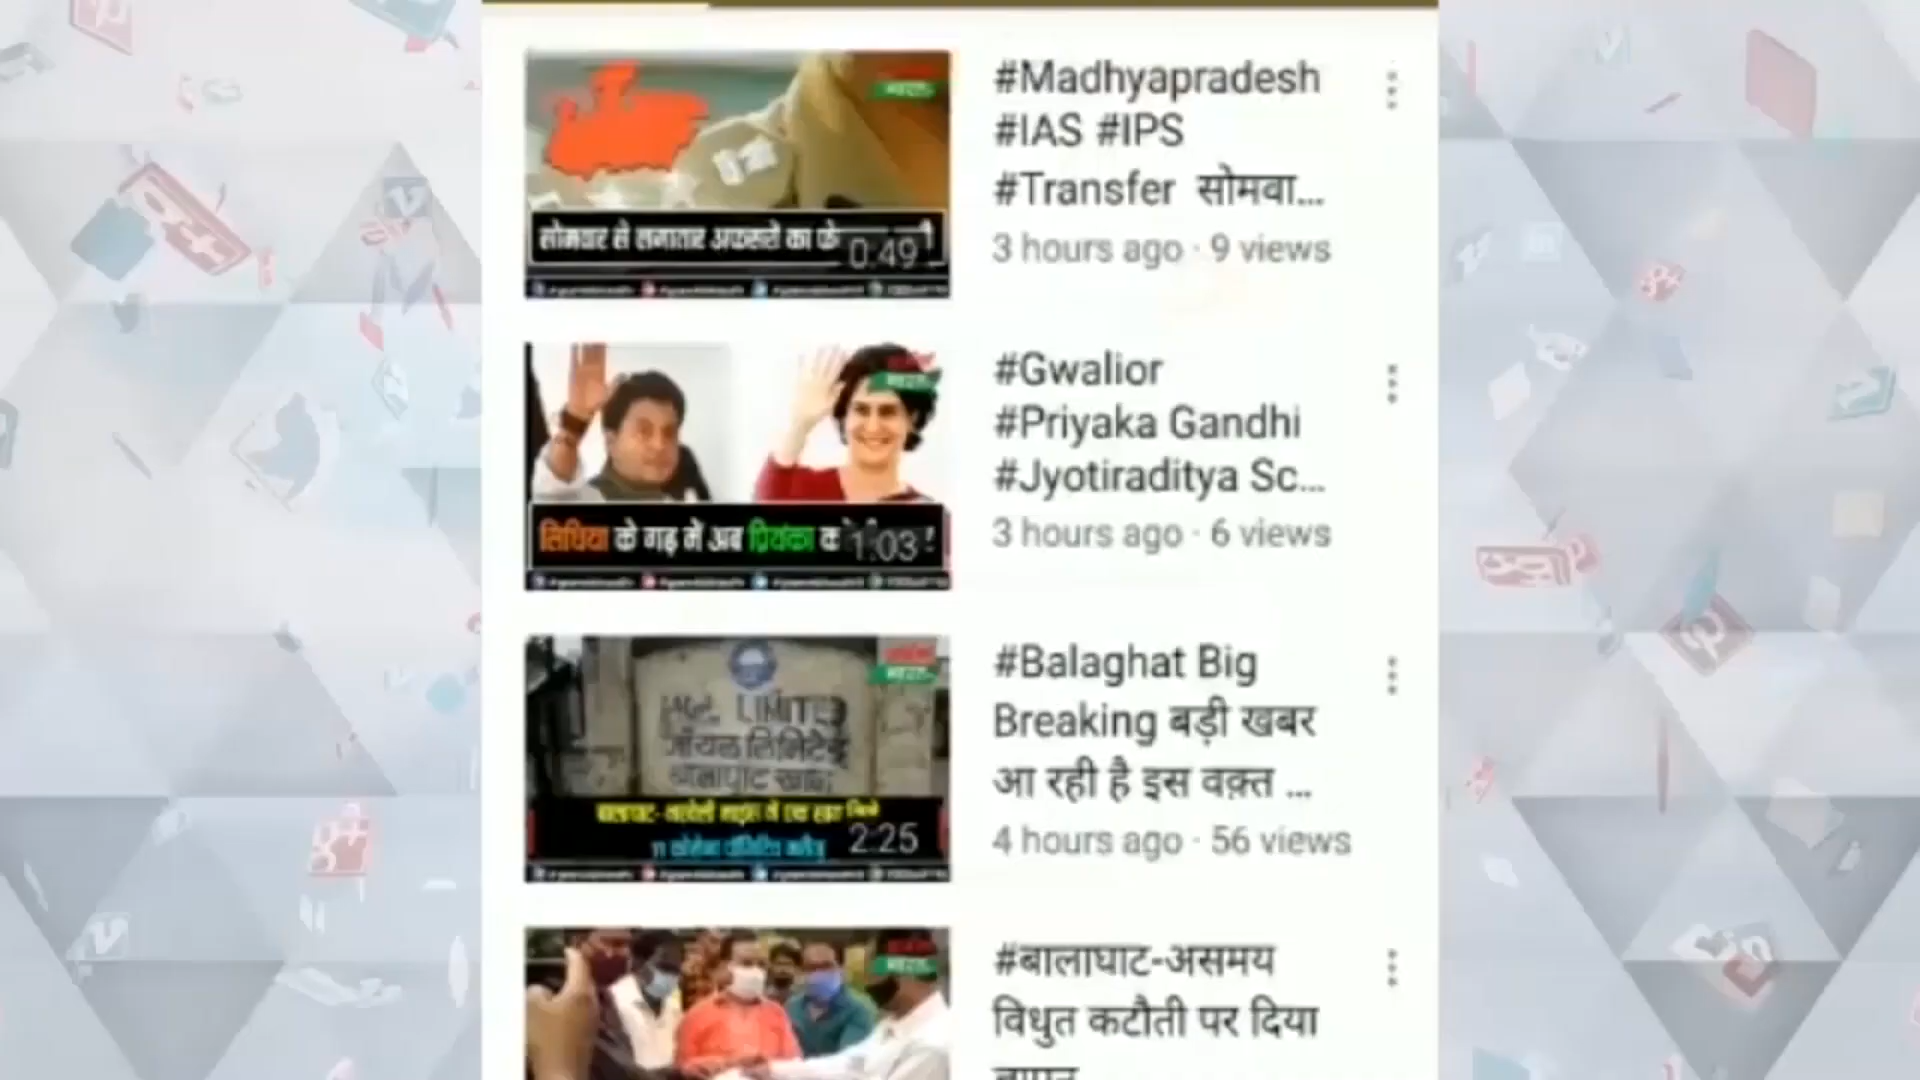 #Madhyapradesh
#IAS #IPS
#Transfer सोमवा...
3 hours ago · 9 views
सोमवार से लगातार अफसरों का फे
0:49
#Gwalior
#Priyaka Gandhi
#Jyotiraditya Sc...
3 hours ago · 6 views
सिंधिया के गढ़ में अब प्रियंका क
1:03
#Balaghat Big
Breaking बड़ी खबर
आ रही है इस वक़्त ...
4 hours ago · 56 views
LIMITED
मॉयल लिमिटेड
बालाघाट खान
2:25
#बालाघाट-असमय
विधुत कटौती पर दिया